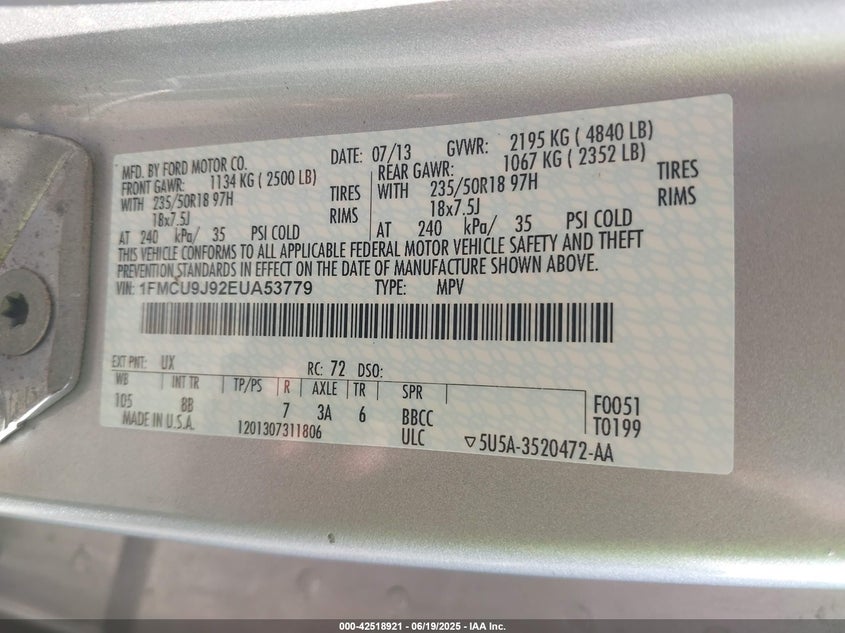 MFD. BY FORD MOTOR CO.
DATE: 07/13 GVWR: 2195 KG ( 4840 LB)
FRONT GAWR: 1134 KG ( 2500 LB) REAR GAWR: 1067 KG ( 2352 LB)
WITH 235/50R18 97H TIRES WITH 235/50R18 97H TIRES
18x7.5J RIMS 18x7.5J RIMS
AT 240 kPa/ 35 PSI COLD AT 240 kPa/ 35 PSI COLD
THIS VEHICLE CONFORMS TO ALL APPLICABLE FEDERAL MOTOR VEHICLE SAFETY AND THEFT
PREVENTION STANDARDS IN EFFECT ON THE DATE OF MANUFACTURE SHOWN ABOVE.
VIN: 1FMCU9J92EUA53779 TYPE: MPV
EXT PNT: UX RC: 72 DSO:
WB INT TR TP/PS R AXLE TR SPR
105 8B 7 3A 6 BBCC F0051
MADE IN U.S.A. 1201307311806 ULC T0199
▽5U5A-3520472-AA
000-42518921 | 06/19/2025 - IAA Inc.